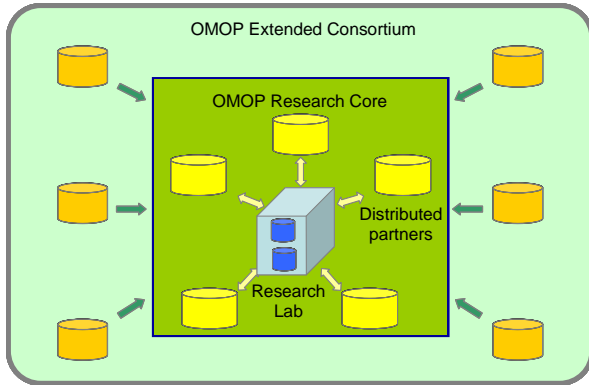 OMOP Extended Consortium
OMOP Research Core
Distributed
partners
Research
Lab